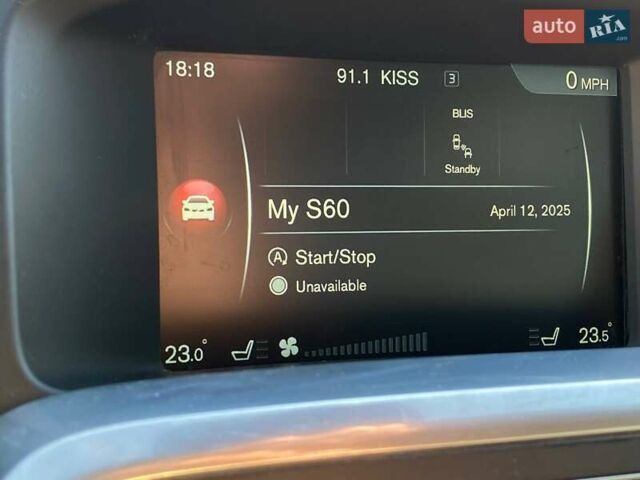 auto RIA.com
18:18
91.1 KISS
3
0 MPH
BLIS
Standby
My S60
April 12, 2025
Start/Stop
Unavailable
23.0°
23.5°